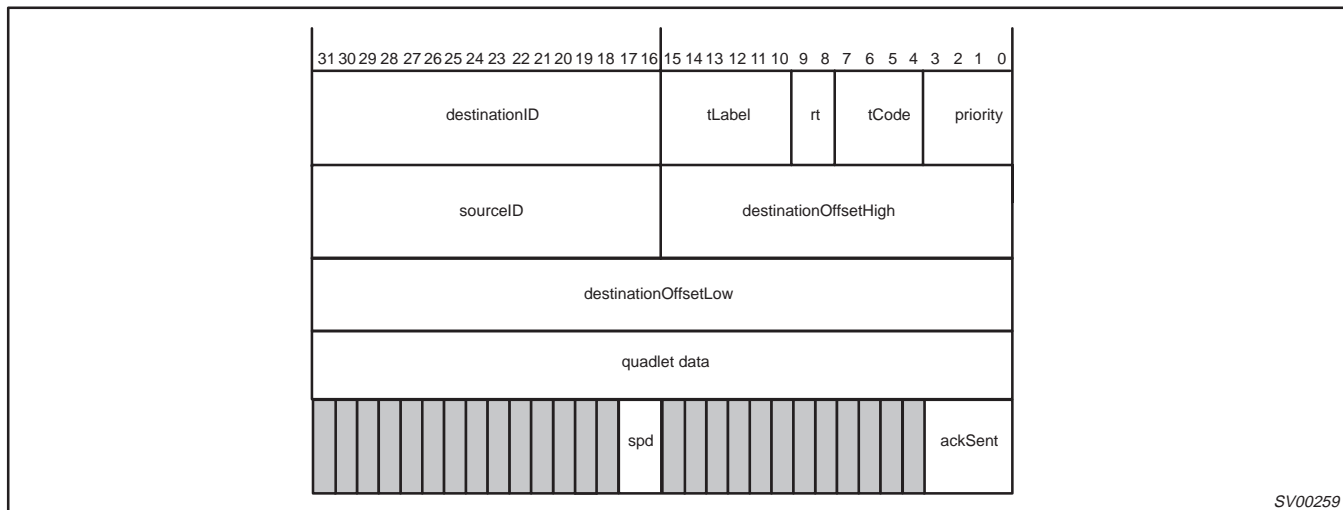 31 30 29 28 27 26 25 24 23 22 21 20 19 18 17 16 15 14 13 12 11 10 9 8 7 6 5 4 3 2 1 0
destinationID tLabel rt tCode priority
sourceID destinationOffsetHigh
destinationOffsetLow
quadlet data
spd ackSent
SV00259